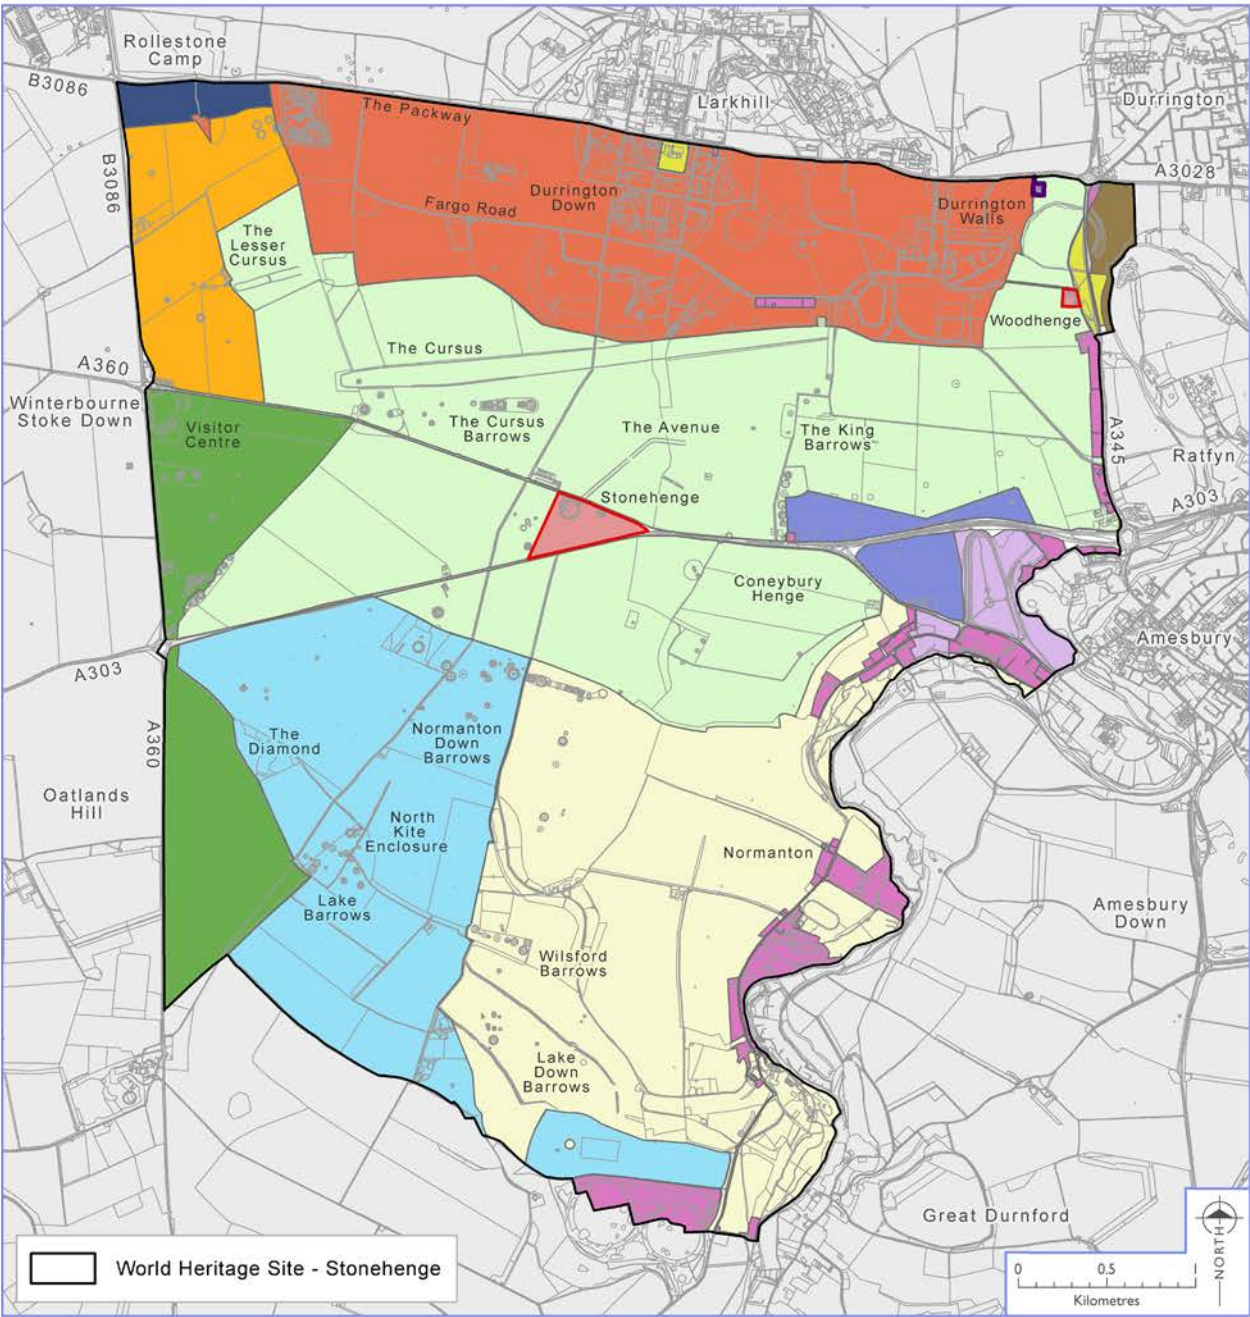 Rollestone
Camp
B3086
The Packway
Larkhill
Durrington
B3086
A3028
Durrington
Down
Durrington
Walls
Fargo Road
The
Lesser
Cursus
Woodhenge
The Cursus
A360
Winterbourne
Stoke Down
Visitor
Centre
The Cursus
Barrows
The Avenue
The King
Barrows
A345
Ratfyn
Stonehenge
A303
Coneybury
Henge
Amesbury
A303
A360
The
Diamond
Normanton
Down
Barrows
Oatlands
Hill
North
Kite
Enclosure
Normanton
Lake
Barrows
Amesbury
Down
Wilsford
Barrows
Lake
Down
Barrows
Great Durnford
World Heritage Site - Stonehenge
NORTH
0 0.5 1
Kilometres